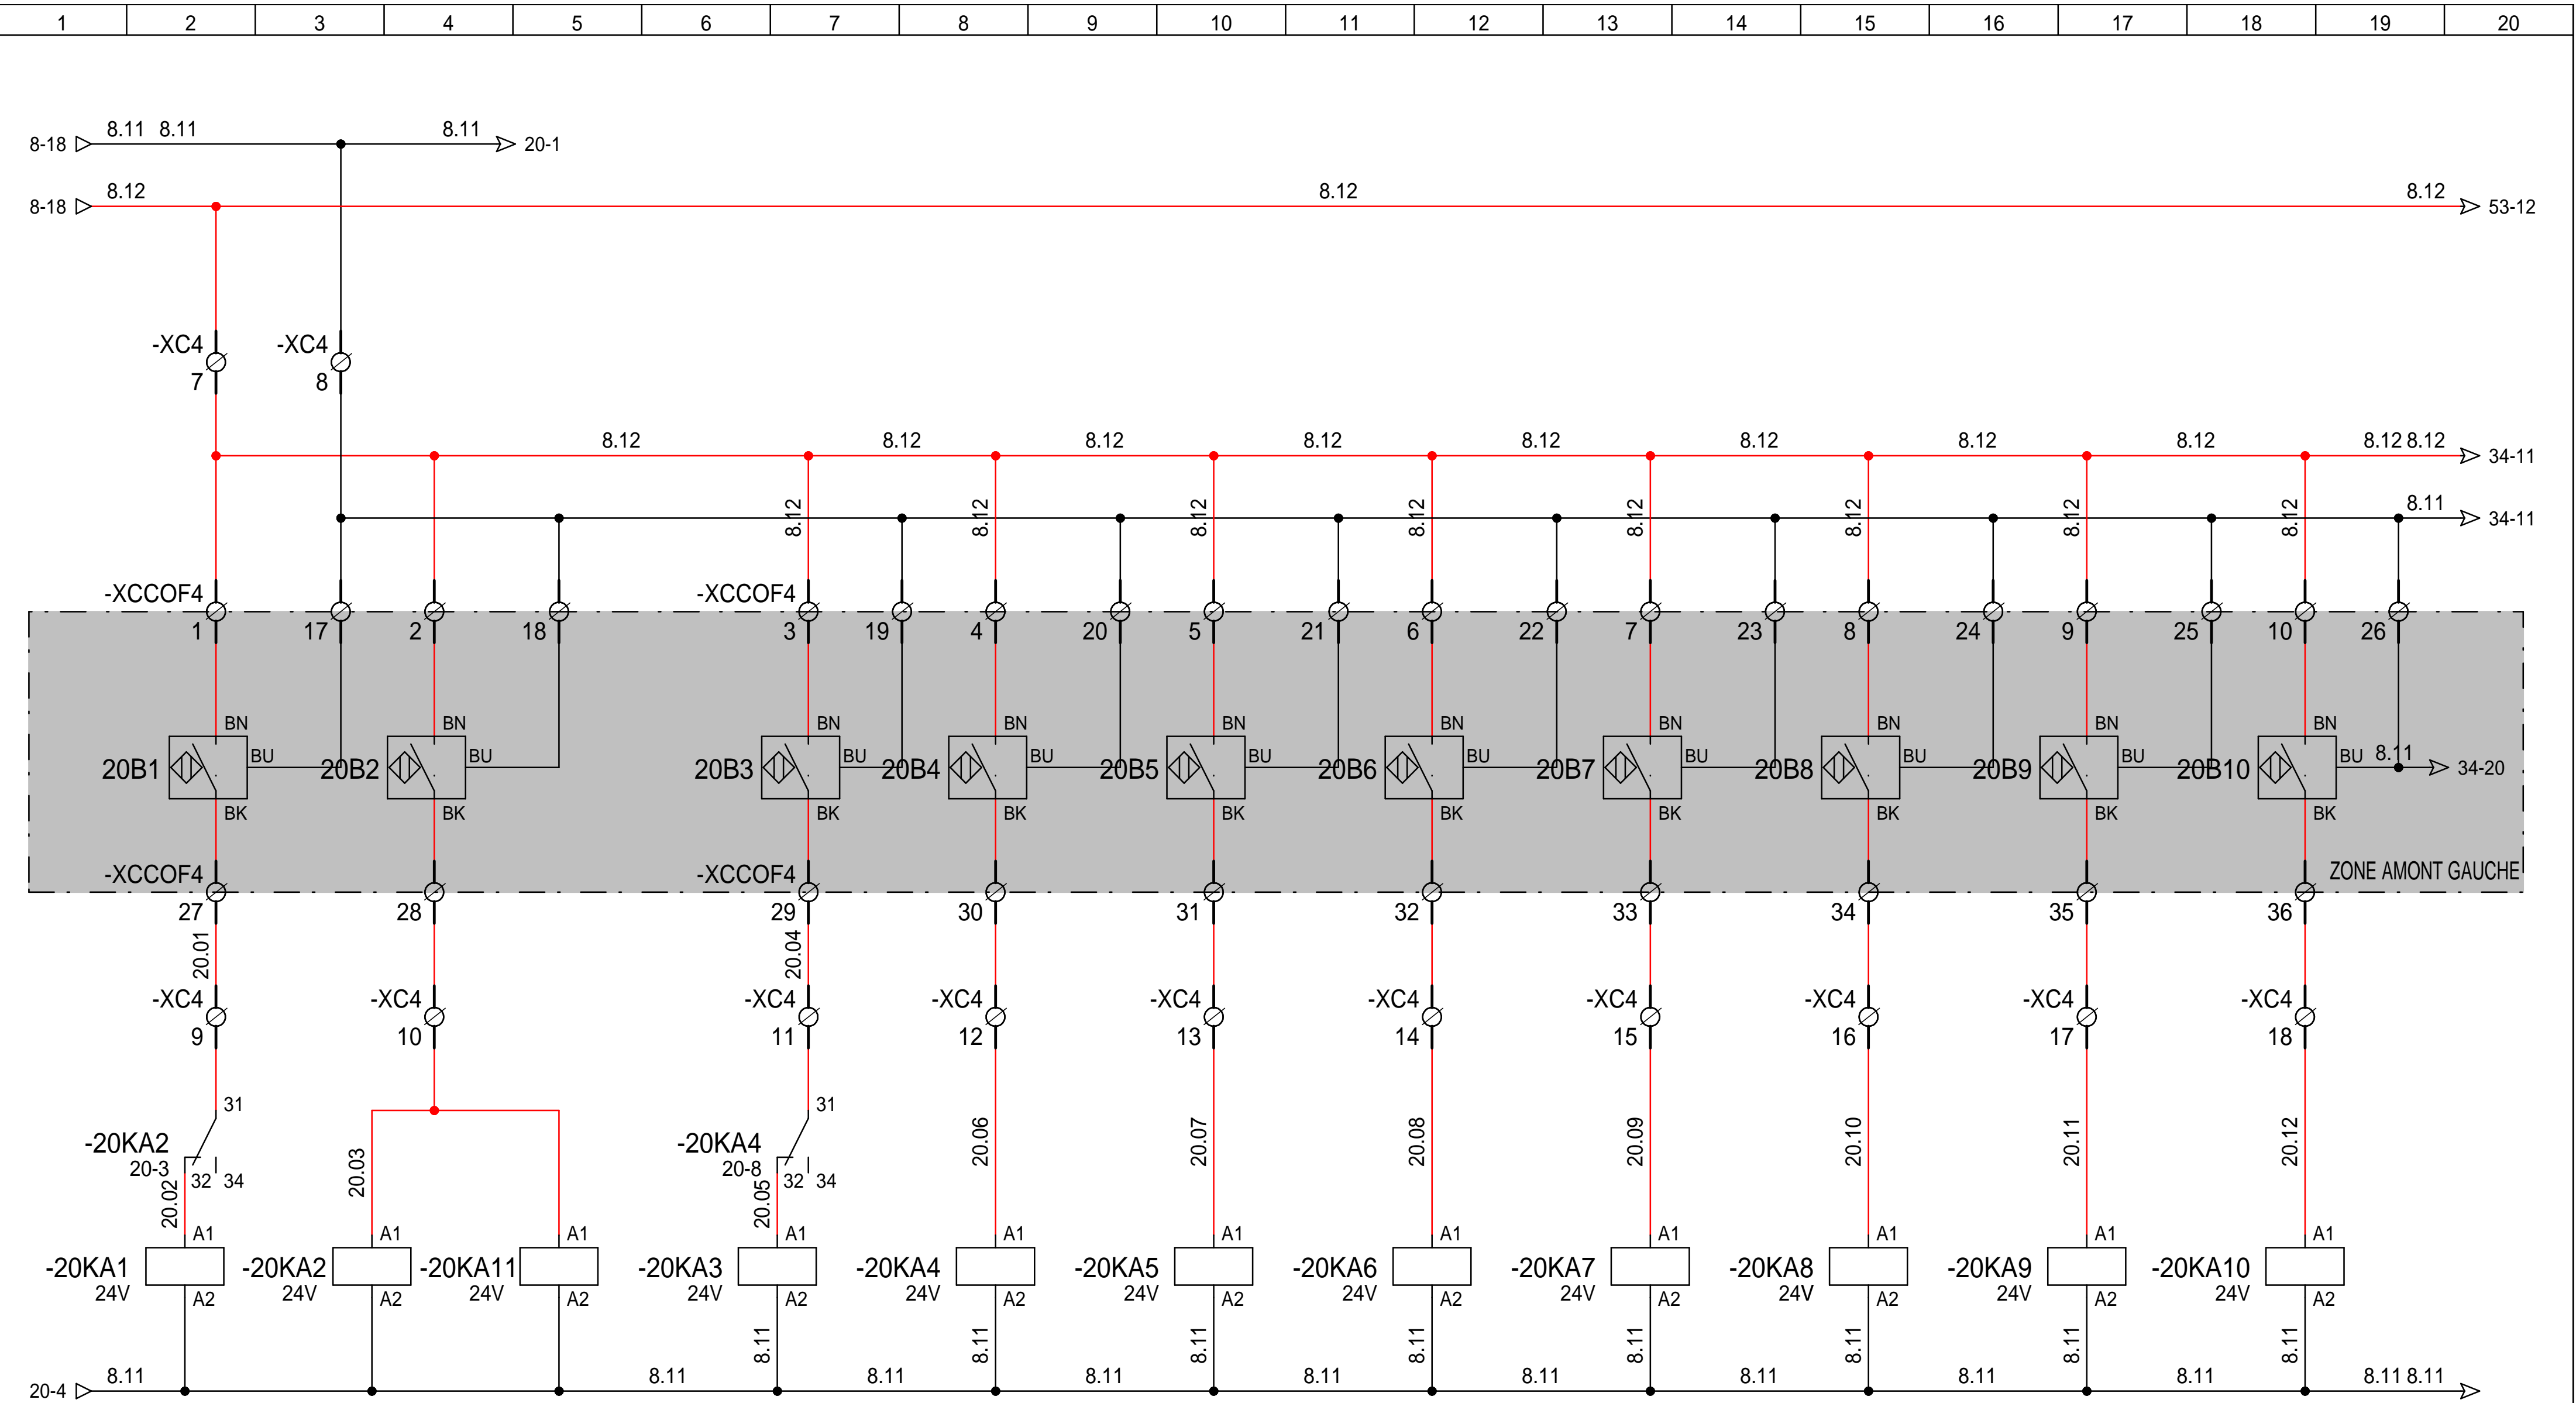 1 2 3 4 5 6 7 8 9 10 11 12 13 14 15 16 17 18 19 20
8.11 8.11 8.11
8-18 20-1
8.12 8.12 8.12
8-18 53-12
-XC4 -XC4
7 8
8.12 8.12 8.12 8.12 8.12 8.12 8.12 8.12 8.12 8.12
34-11
8.12 8.12 8.12 8.12 8.12 8.12 8.12 8.12 8.11
34-11
-XCCOF4 -XCCOF4
1 17 2 18 3 19 4 20 5 21 6 22 7 23 8 24 9 25 10 26
BN BN BN BN BN BN BN BN BN BN
BU BU BU BU BU BU BU BU BU BU 8.11
20B1 20B2 20B3 20B4 20B5 20B6 20B7 20B8 20B9 20B10 34-20
BK BK BK BK BK BK BK BK BK BK
-XCCOF4 -XCCOF4 ZONE AMONT GAUCHE
27 28 29 30 31 32 33 34 35 36
20.01 20.04
-XC4 -XC4 -XC4 -XC4 -XC4 -XC4 -XC4 -XC4 -XC4 -XC4
9 10 11 12 13 14 15 16 17 18
31 31
-20KA2 -20KA4
20-3 20-8
32 34 32 34
20.02 20.03 20.05 20.06 20.07 20.08 20.09 20.10 20.11 20.12
A1 A1 A1 A1 A1 A1 A1 A1 A1 A1 A1
-20KA1 -20KA2 -20KA11 -20KA3 -20KA4 -20KA5 -20KA6 -20KA7 -20KA8 -20KA9 -20KA10
24V 24V 24V 24V 24V 24V 24V 24V 24V 24V 24V
A2 A2 A2 A2 A2 A2 A2 A2 A2 A2 A2
8.11 8.11 8.11 8.11 8.11 8.11 8.11 8.11
8.11 8.11 8.11 8.11 8.11 8.11 8.11 8.11 8.11 8.11 8.11
20-4